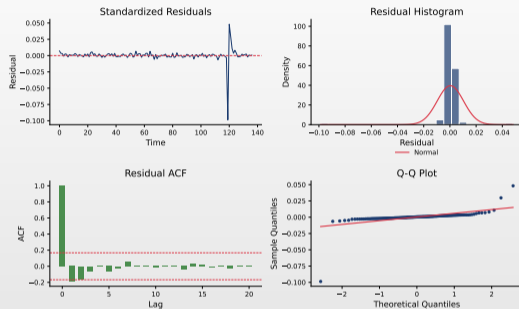 Standardized Residuals
Residual
0.050
0.025
0.000
−0.025
−0.050
−0.075
−0.100
0 20 40 60 80 100 120 140
Time
Residual Histogram
Density
100
80
60
40
20
0
−0.10 −0.08 −0.06 −0.04 −0.02 0.00 0.02 0.04
Residual
Normal
Residual ACF
ACF
1.0
0.8
0.6
0.4
0.2
0.0
−0.2
0 5 10 15 20
Lag
Q-Q Plot
Sample Quantiles
0.050
0.025
0.000
−0.025
−0.050
−0.075
−0.100
−2 −1 0 1 2
Theoretical Quantiles